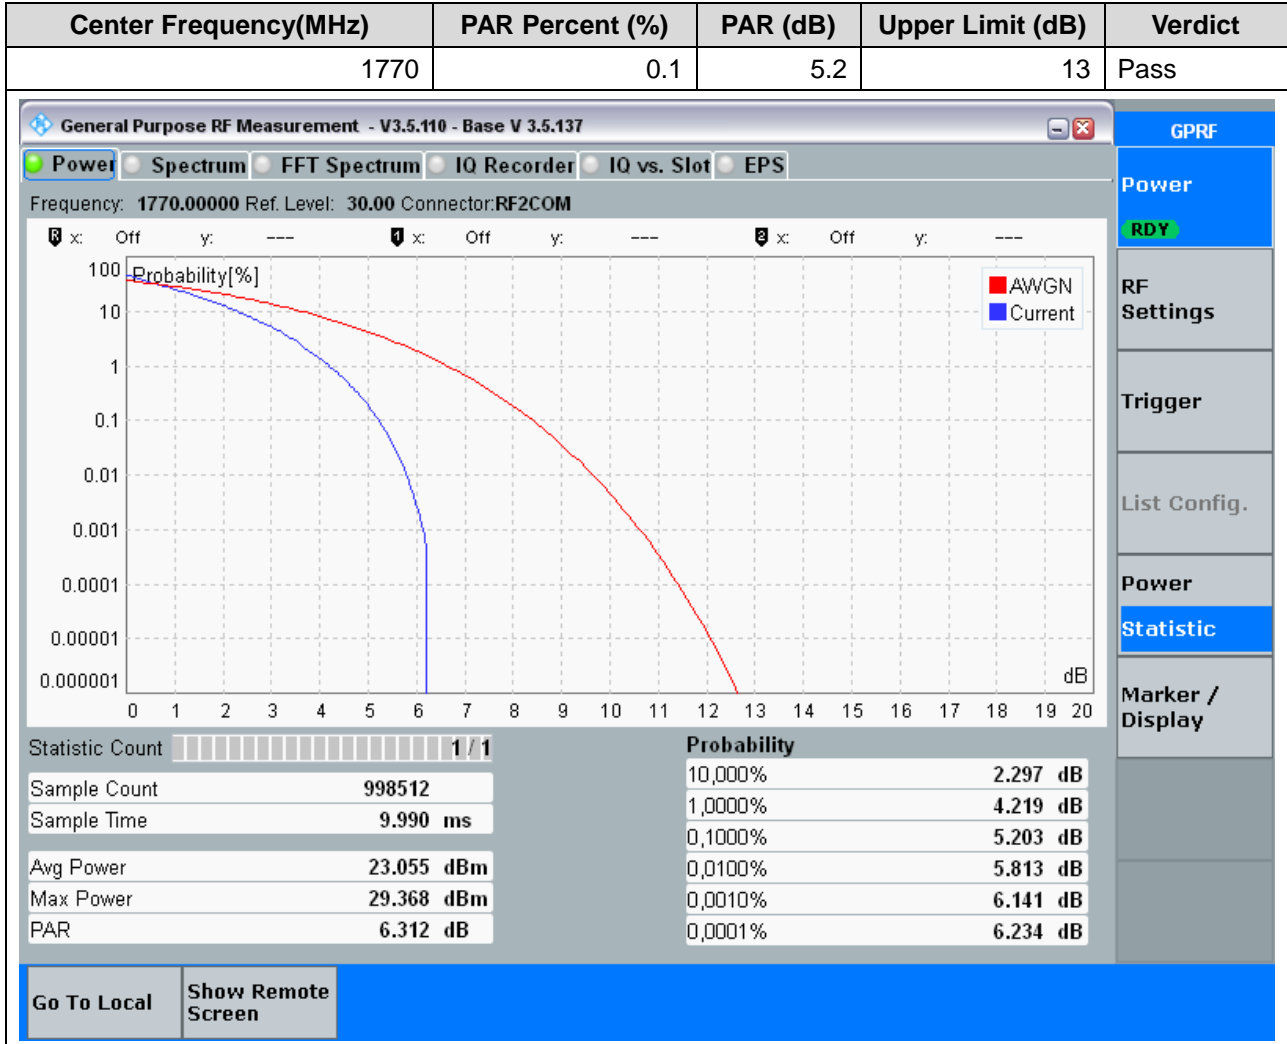 Center Frequency(MHz) PAR Percent (%) PAR (dB) Upper Limit (dB) Verdict
1770 0.1 5.2 13 Pass
General Purpose RF Measurement - V3.5.110 - Base V 3.5.137
GPRF
Power Spectrum FFT Spectrum IQ Recorder IQ vs. Slot EPS
Frequency: 1770.00000 Ref. Level: 30.00 Connector:RF2COM
R x: Off y: --- 1 x: Off y: --- 2 x: Off y: ---
Probability[%]
AWGN
Current
100
10
1
0.1
0.01
0.001
0.0001
0.00001
0.000001
dB
0 1 2 3 4 5 6 7 8 9 10 11 12 13 14 15 16 17 18 19 20
Statistic Count 1 / 1
Sample Count 998512
Sample Time 9.990 ms
Avg Power 23.055 dBm
Max Power 29.368 dBm
PAR 6.312 dB
Probability
10,000% 2.297 dB
1,0000% 4.219 dB
0,1000% 5.203 dB
0,0100% 5.813 dB
0,0010% 6.141 dB
0,0001% 6.234 dB
Power
RDY
RF
Settings
Trigger
List Config.
Power
Statistic
Marker /
Display
Go To Local
Show Remote
Screen